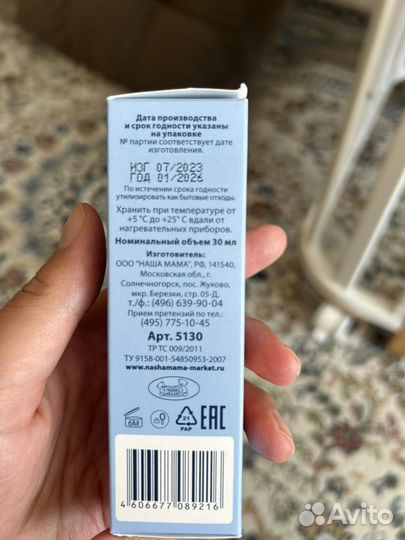 Дата производства
и срок годности указаны
на упаковке
№ партии соответствует дате
изготовления.
ИЗГ 07/2023
ГОД 01/2026
По истечении срока годности
утилизировать как бытовые отходы.
Хранить при температуре от
+5 °С до +25° С вдали от
нагревательных приборов.
Номинальный объем 30 мл
Изготовитель:
ООО "НАША МАМА", РФ, 141540,
Московская обл., г.
Солнечногорск, пос. Жуково,
мкр. Березки, стр. 05-Д,
т./ф.: (496) 639-90-04
Прием претензий по тел.:
(495) 775-10-45
Арт. 5130
ТР ТС 009/2011
ТУ 9158-001-54850953-2007
www.nashamama-market.ru
6M
21
PAP
EAC
4 606677 089216
Avito